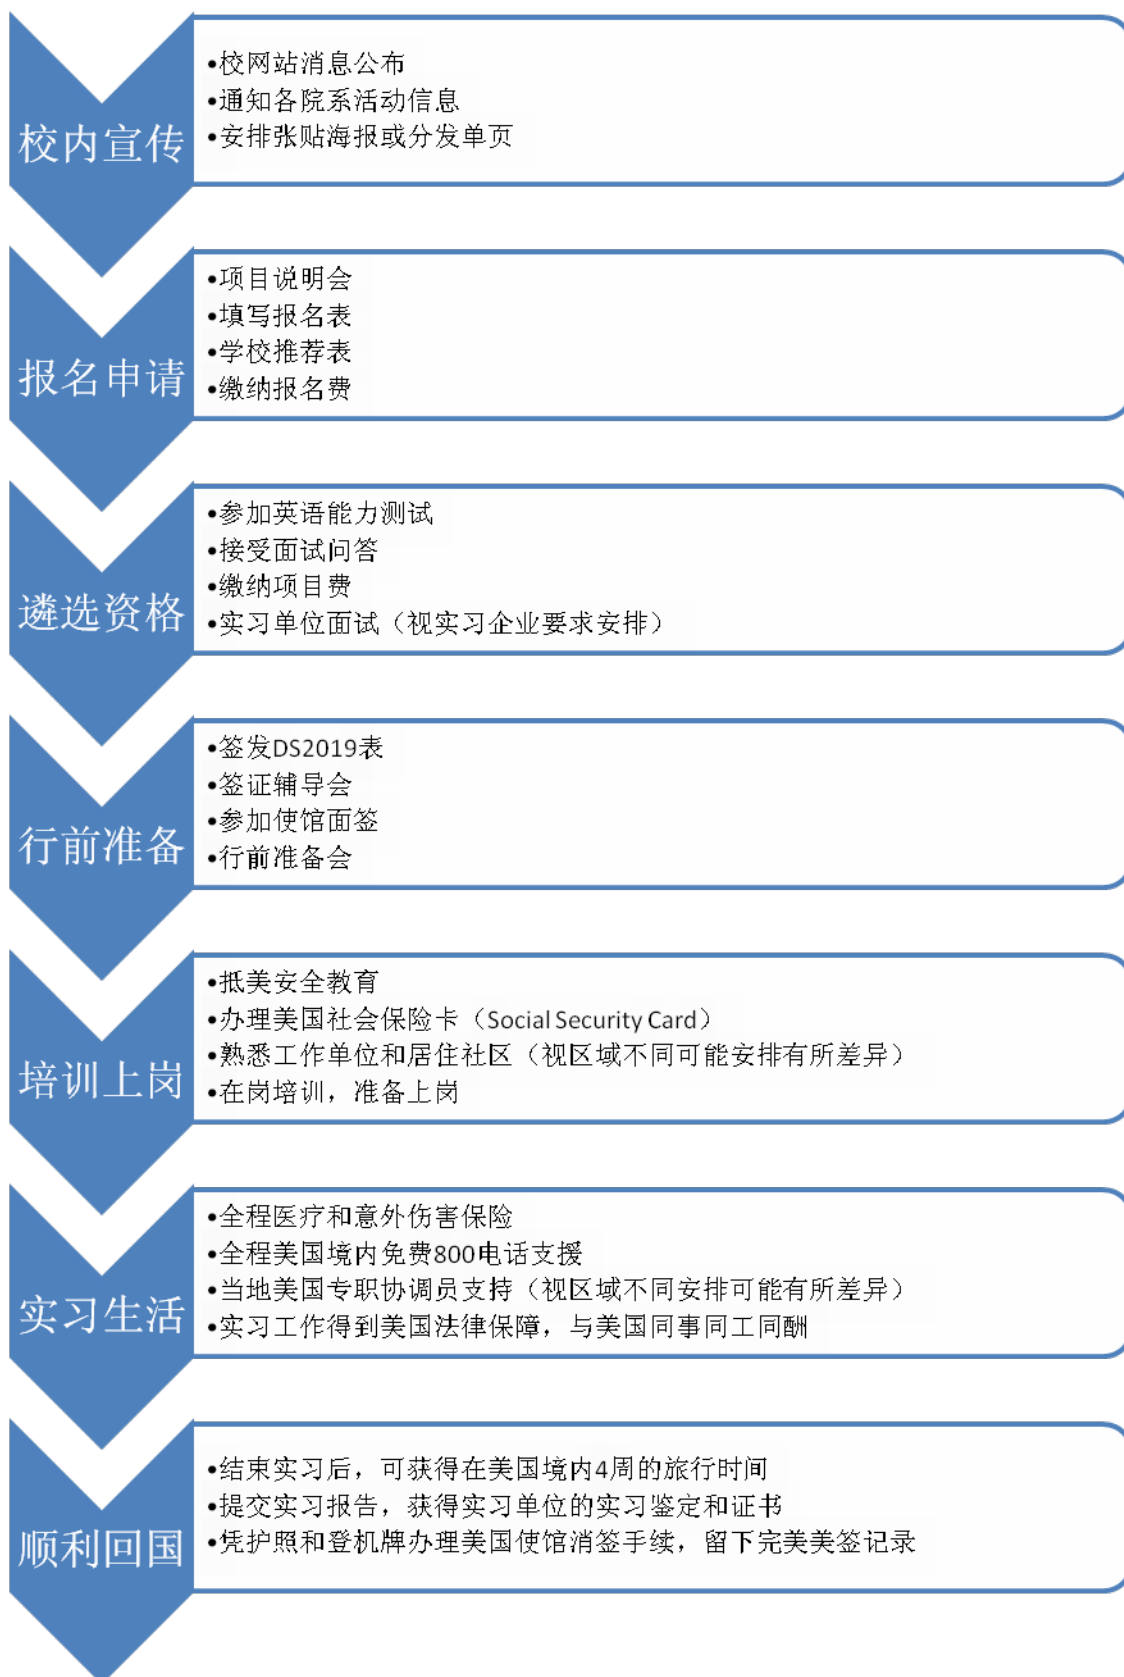 校内宣传
•校网站消息公布
•通知各院系活动信息
•安排张贴海报或分发单页
报名申请
•项目说明会
•填写报名表
•学校推荐表
•缴纳报名费
遴选资格
•参加英语能力测试
•接受面试问答
•缴纳项目费
•实习单位面试（视实习企业要求安排）
行前准备
•签发DS2019表
•签证辅导会
•参加使馆面签
•行前准备会
培训上岗
•抵美安全教育
•办理美国社会保险卡（Social Security Card）
•熟悉工作单位和居住社区（视区域不同可能安排有所差异）
•在岗培训，准备上岗
实习生活
•全程医疗和意外伤害保险
•全程美国境内免费800电话支援
•当地美国专职协调员支持（视区域不同安排可能有所差异）
•实习工作得到美国法律保障，与美国同事同工同酬
顺利回国
•结束实习后，可获得在美国境内4周的旅行时间
•提交实习报告，获得实习单位的实习鉴定和证书
•凭护照和登机牌办理美国使馆消签手续，留下完美美签记录